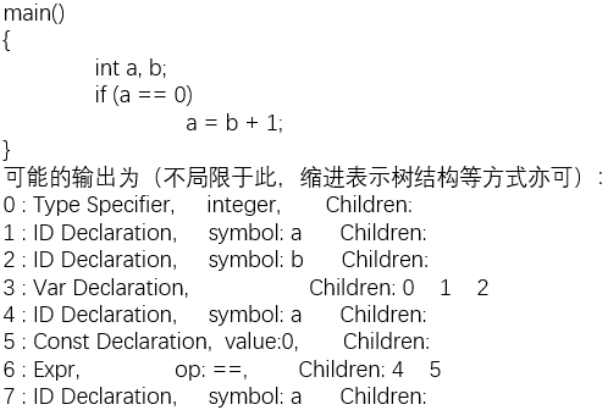 main()
{
int a, b;
if (a == 0)
a = b + 1;
}
可能的输出为（不局限于此，缩进表示树结构等方式亦可）:
0 : Type Specifier, integer, Children:
1 : ID Declaration, symbol: a Children:
2 : ID Declaration, symbol: b Children:
3 : Var Declaration, Children: 0 1 2
4 : ID Declaration, symbol: a Children:
5 : Const Declaration, value:0, Children:
6 : Expr, op: ==, Children: 4 5
7 : ID Declaration, symbol: a Children: